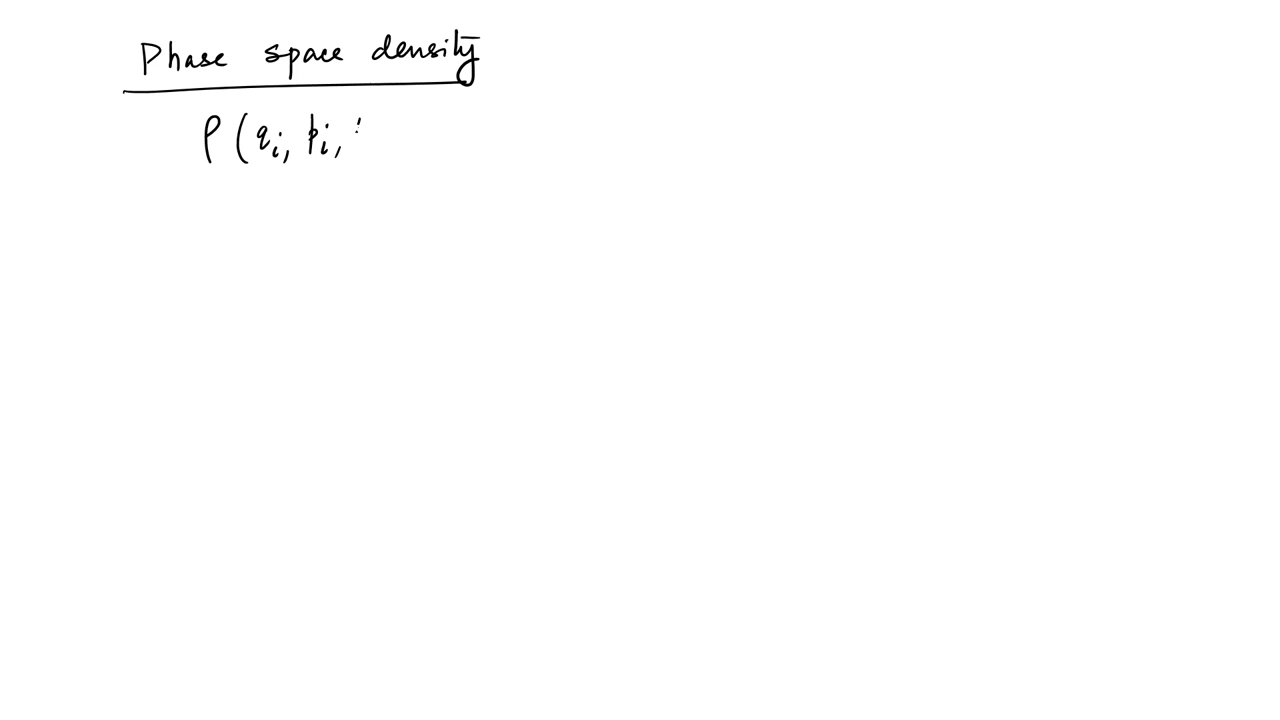 Phase space density
ρ(qᵢ, pᵢ,